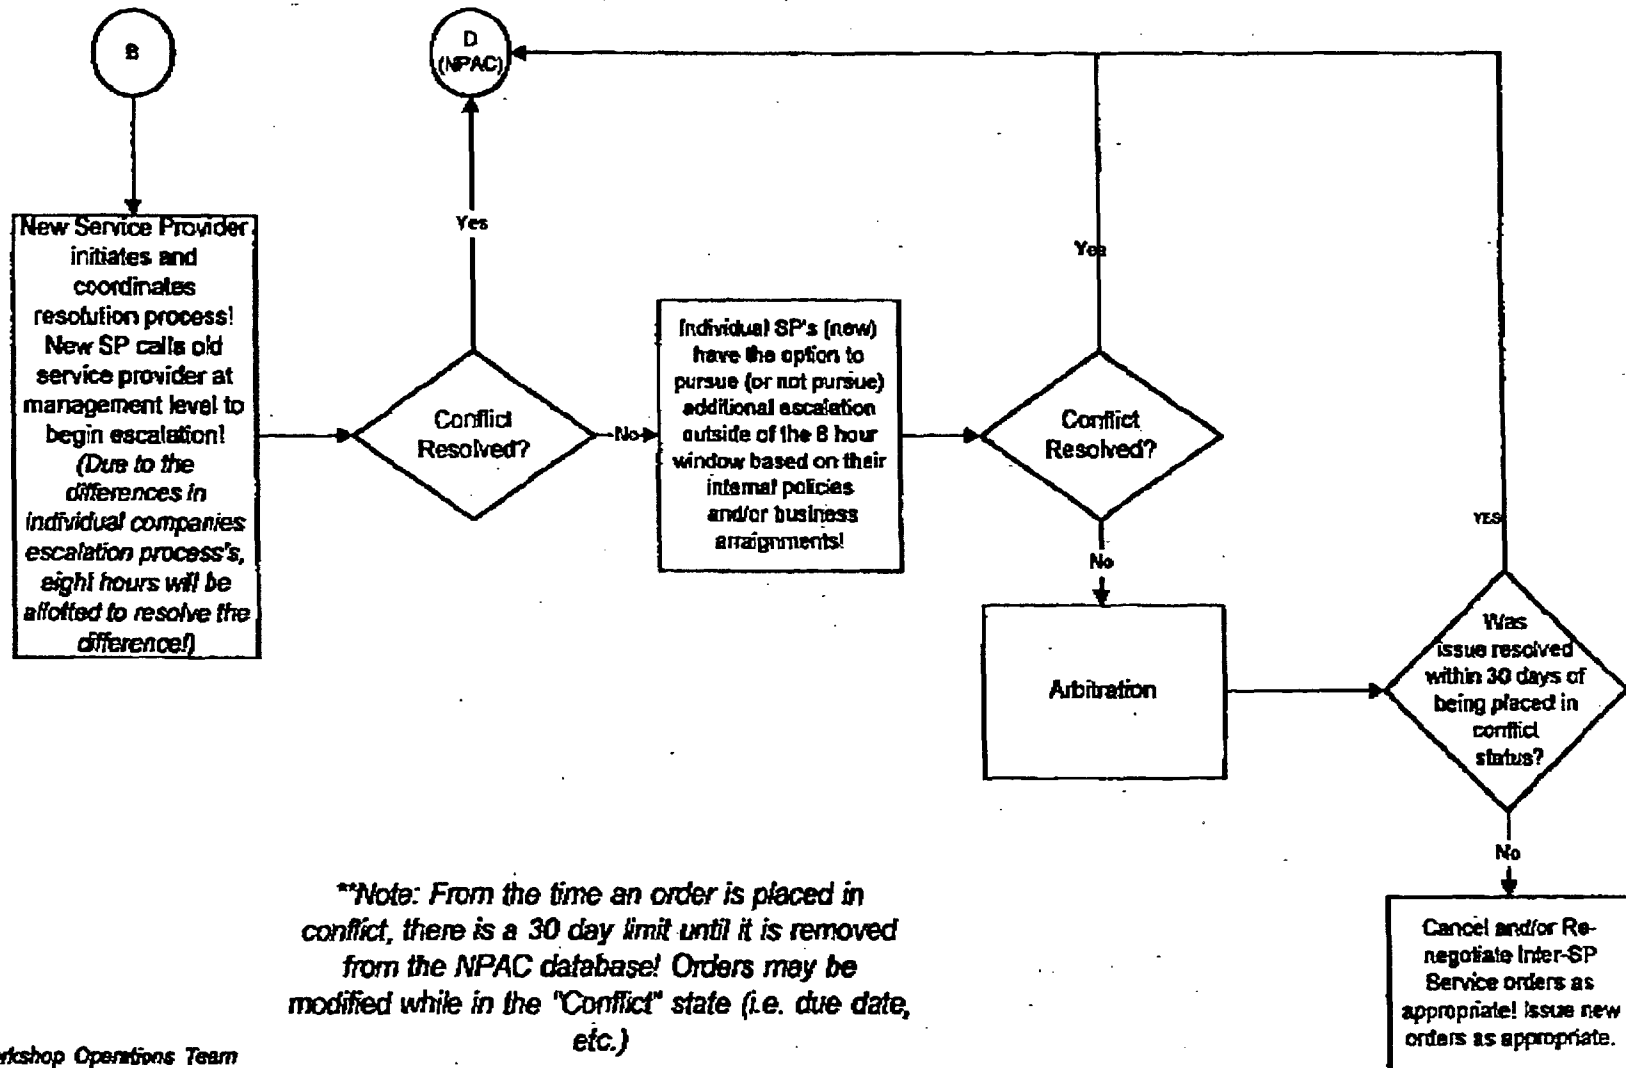 B
D
(NPAC)
New Service Provider
initiates and
coordinates
resolution process!
New SP calls old
service provider at
management level to
begin escalation!
(Due to the
differences in
individual companies
escalation process's,
eight hours will be
allotted to resolve the
difference!)
Yes
Conflict
Resolved?
No
Individual SP's (new)
have the option to
pursue (or not pursue)
additional escalation
outside of the 8 hour
window based on their
internal policies
and/or business
arraignments!
Yes
Conflict
Resolved?
No
Arbitration
YES
Was
issue resolved
within 30 days of
being placed in
conflict
status?
No
Cancel and/or Re-
negotiate Inter-SP
Service orders as
appropriate! Issue new
orders as appropriate.
**Note: From the time an order is placed in
conflict, there is a 30 day limit until it is removed
from the NPAC database! Orders may be
modified while in the "Conflict" state (i.e. due date,
etc.)
rkshop Operations Team